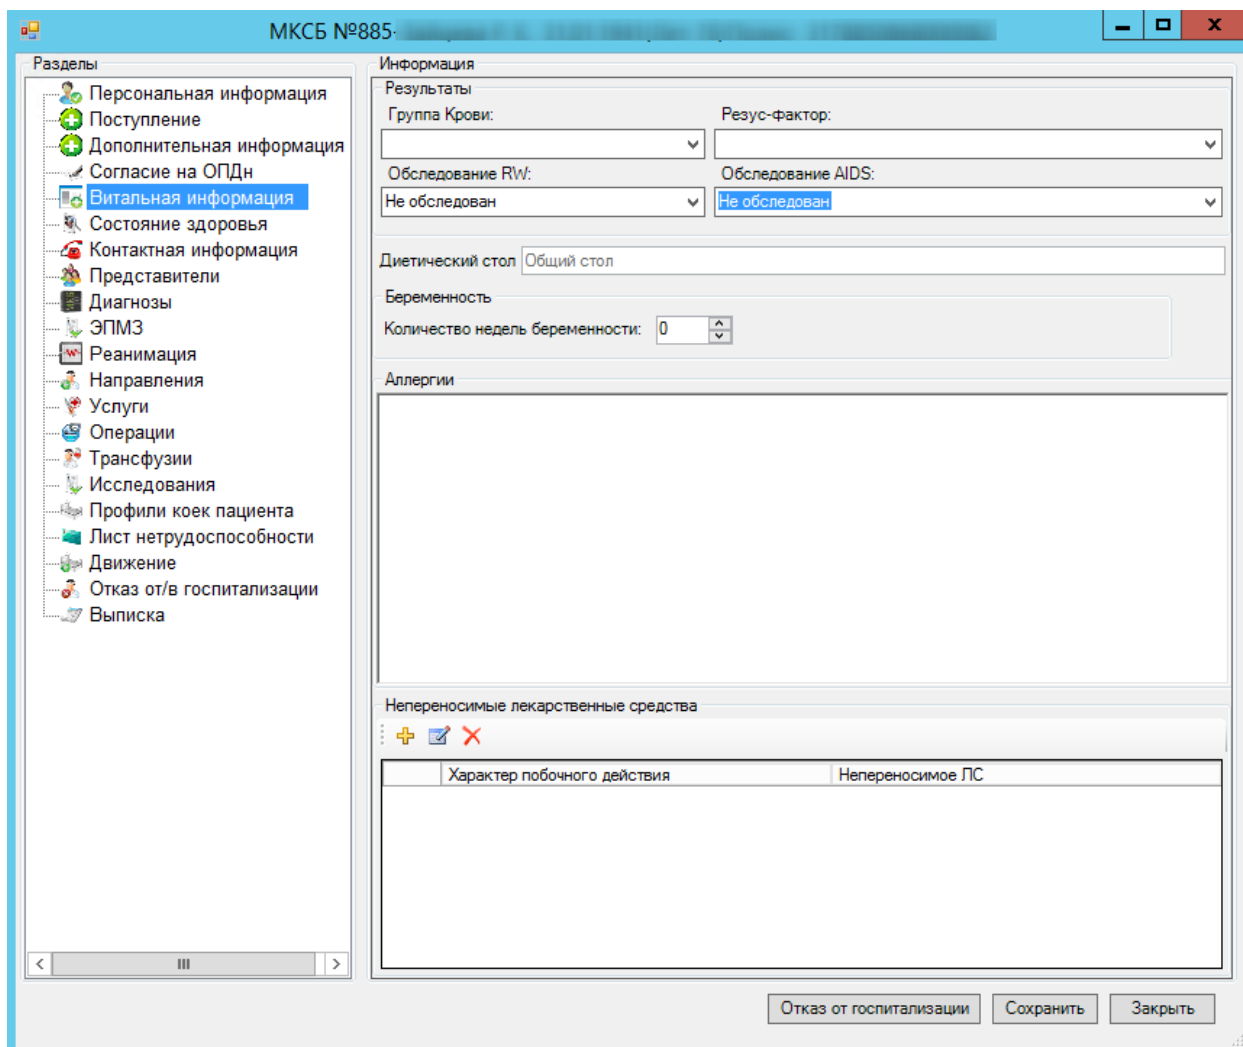 МКСБ №885-
Разделы
Персональная информация
Поступление
Дополнительная информация
Согласие на ОПДн
Витальная информация
Состояние здоровья
Контактная информация
Представители
Диагнозы
ЭПМЗ
Реанимация
Направления
Услуги
Операции
Трансфузии
Исследования
Профили коек пациента
Лист нетрудоспособности
Движение
Отказ от/в госпитализации
Выписка
Информация
Результаты
Группа Крови: Резус-фактор:
Обследование RW: Обследование AIDS:
Не обследован Не обследован
Диетический стол Общий стол
Беременность
Количество недель беременности: 0
Аллергии
Непереносимые лекарственные средства
Характер побочного действия Непереносимое ЛС
Отказ от госпитализации Сохранить Закрыть